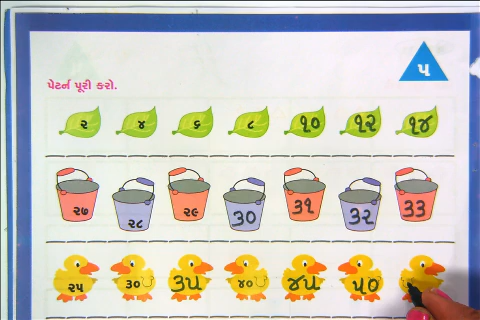 ૫
પેટર્ન પૂરી કરો.
૨ ૪ ૬ ૮ ૧૦ ૧૨ ૧૪
૨૭ ૨૮ ૨૯ ૩૦ ૩૧ ૩૨ ૩૩
૨૫ ૩૦ ૩૫ ૪૦ ૪૫ ૫૦